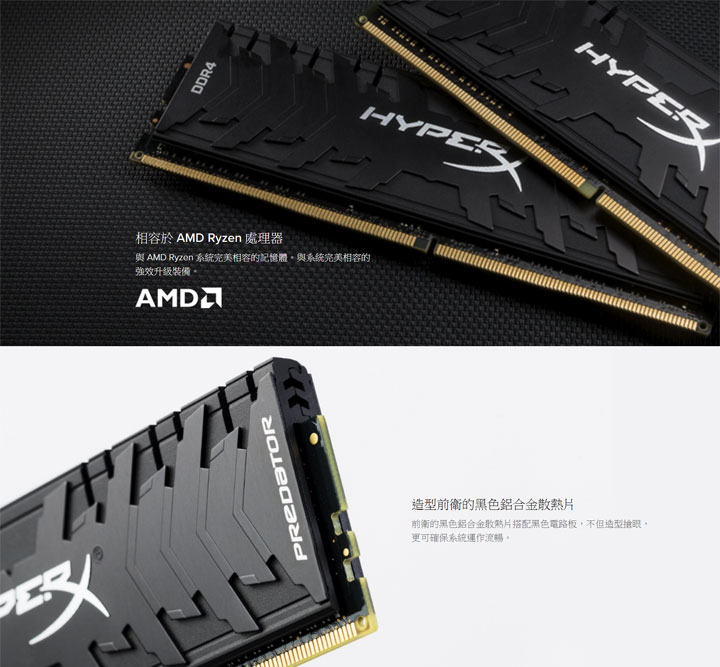 DDR4
HYPERX
HYPERX
相容於 AMD Ryzen 處理器
與 AMD Ryzen 系統完美相容的記憶體。與系統完美相容的
強效升級裝備。
AMD
PREDATOR
造型前衛的黑色鋁合金散熱片
前衛的黑色鋁合金散熱片搭配黑色電路板，不但造型搶眼，
更可確保系統運作流暢。
PERX